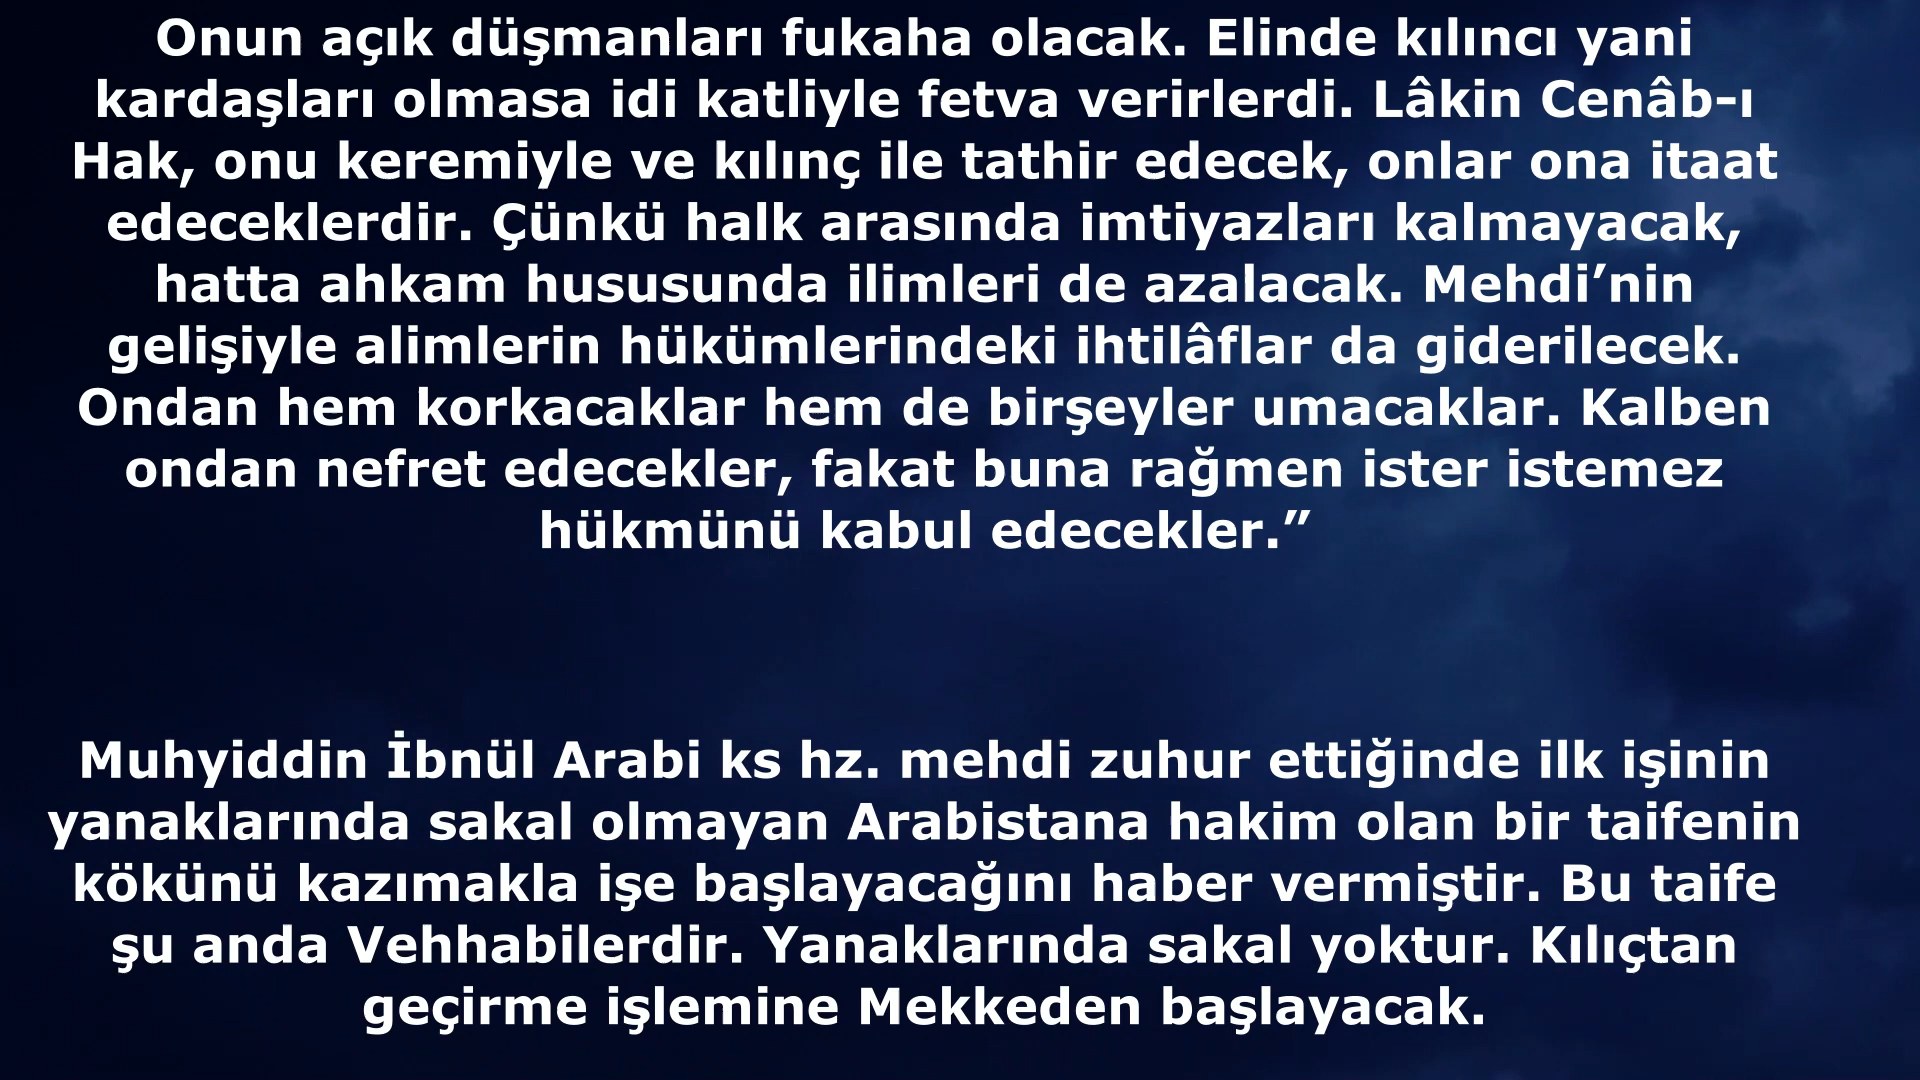 Onun açık düşmanları fukaha olacak. Elinde kılıncı yani
kardaşları olmasa idi katliyle fetva verirlerdi. Lâkin Cenâb-ı
Hak, onu keremiyle ve kılınç ile tathir edecek, onlar ona itaat
edeceklerdir. Çünkü halk arasında imtiyazları kalmayacak,
hatta ahkam hususunda ilimleri de azalacak. Mehdi’nin
gelişiyle alimlerin hükümlerindeki ihtilâflar da giderilecek.
Ondan hem korkacaklar hem de birşeyler umacaklar. Kalben
ondan nefret edecekler, fakat buna rağmen ister istemez
hükmünü kabul edecekler.”
Muhyiddin İbnül Arabi ks hz. mehdi zuhur ettiğinde ilk işinin
yanaklarında sakal olmayan Arabistana hakim olan bir taifenin
kökünü kazımakla işe başlayacağını haber vermiştir. Bu taife
şu anda Vehhabilerdir. Yanaklarında sakal yoktur. Kılıçtan
geçirme işlemine Mekkeden başlayacak.